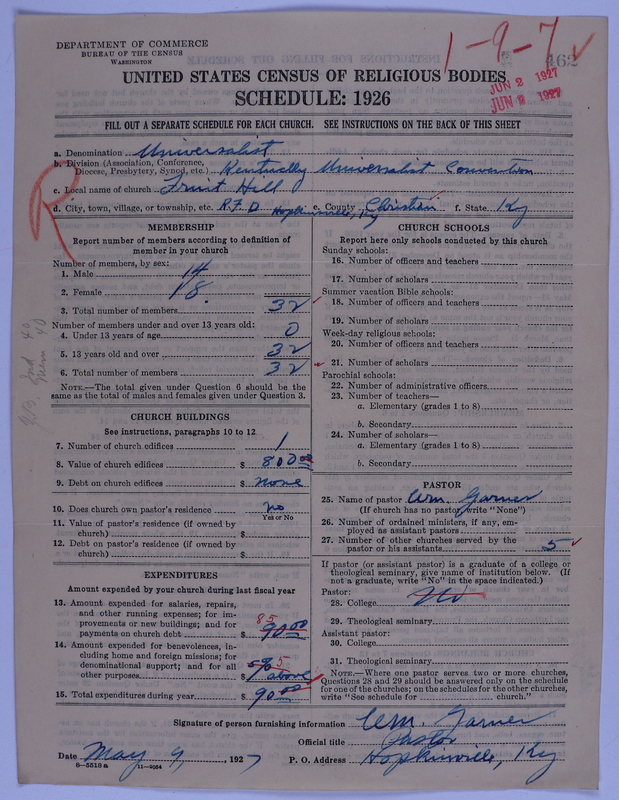 DEPARTMENT OF COMMERCE
BUREAU OF THE CENSUS
WASHINGTON
1-9-7
462
JUN 2 1927
JUN 2 1927
UNITED STATES CENSUS OF RELIGIOUS BODIES
SCHEDULE: 1926
FILL OUT A SEPARATE SCHEDULE FOR EACH CHURCH. SEE INSTRUCTIONS ON THE BACK OF THIS SHEET
a. Denomination Universalist
b. Division (Association, Conference,
Diocese, Presbytery, Synod, etc.) Kentucky Universalist Convention
c. Local name of church Fruit Hill
d. City, town, village, or township, etc. R.F.D Hopkinsville, Ky e. County Christian f. State Ky
R
MEMBERSHIP
Report number of members according to definition of
member in your church
Number of members, by sex:
1. Male 14
2. Female 18
3. Total number of members 32
Number of members under and over 13 years old:
4. Under 13 years of age 0
5. 13 years old and over 32
6. Total number of members 32
NOTE.—The total given under Question 6 should be the
same as the total of males and females given under Question 3.
CHURCH BUILDINGS
See instructions, paragraphs 10 to 12
7. Number of church edifices 1
8. Value of church edifices $ 800 00
9. Debt on church edifices $ none
10. Does church own pastor's residence no
Yes or No
11. Value of pastor's residence (if owned by
church) $
12. Debt on pastor's residence (if owned by
church) $
EXPENDITURES
Amount expended by your church during last fiscal year
13. Amount expended for salaries, repairs,
and other running expenses; for im-
provements or new buildings; and for
payments on church debt $ 85 90.00
14. Amount expended for benevolences, in-
cluding home and foreign missions; for
denominational support; and for all
other purposes $ above
15. Total expenditures during year $ 90.00
CHURCH SCHOOLS
Report here only schools conducted by this church
Sunday schools:
16. Number of officers and teachers
17. Number of scholars
Summer vacation Bible schools:
18. Number of officers and teachers
19. Number of scholars
Week-day religious schools:
20. Number of officers and teachers
21. Number of scholars
Parochial schools:
22. Number of administrative officers
23. Number of teachers—
a. Elementary (grades 1 to 8)
b. Secondary
24. Number of scholars—
a. Elementary (grades 1 to 8)
b. Secondary
PASTOR
25. Name of pastor Wm. Garner
(If church has no pastor, write "None")
26. Number of ordained ministers, if any, em-
ployed as assistant pastors
27. Number of other churches served by the
pastor or his assistants 5
If pastor (or assistant pastor) is a graduate of a college or
theological seminary, give name of institution below. (If
not a graduate, write "No" in the space indicated.)
Pastor:
28. College No
29. Theological seminary
Assistant pastor:
30. College
31. Theological seminary
NOTE.—Where one pastor serves two or more churches,
Questions 28 and 29 should be answered only on the schedule
for one of the churches; on the schedules for the other churches,
write "See schedule for church."
Signature of person furnishing information Wm. Garner
Official title Pastor
Date May 9, 1927 P. O. Address Hopkinsville, Ky
8-5518 a 11-9054